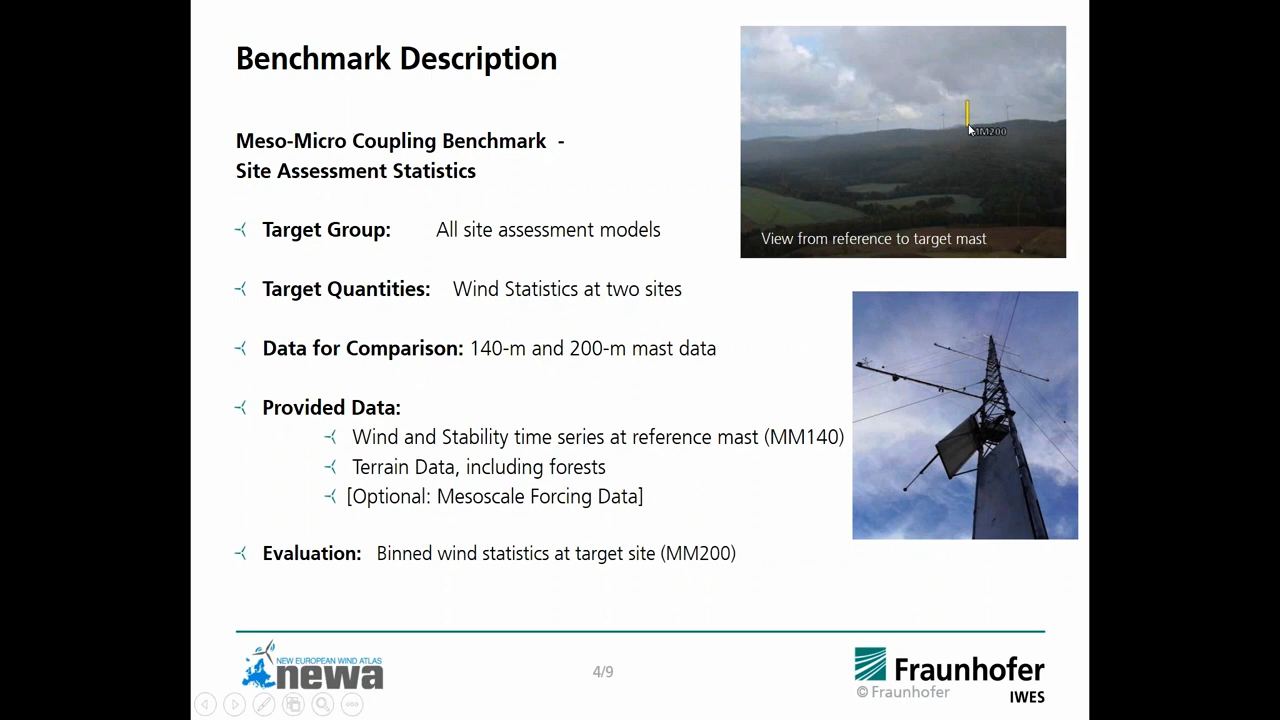 Benchmark Description
Meso-Micro Coupling Benchmark -
Site Assessment Statistics
Target Group: All site assessment models
Target Quantities: Wind Statistics at two sites
Data for Comparison: 140-m and 200-m mast data
Provided Data:
Wind and Stability time series at reference mast (MM140)
Terrain Data, including forests
[Optional: Mesoscale Forcing Data]
Evaluation: Binned wind statistics at target site (MM200)
MM200
View from reference to target mast
NEW EUROPEAN WIND ATLAS
newa
4/9
Fraunhofer
© Fraunhofer
IWES